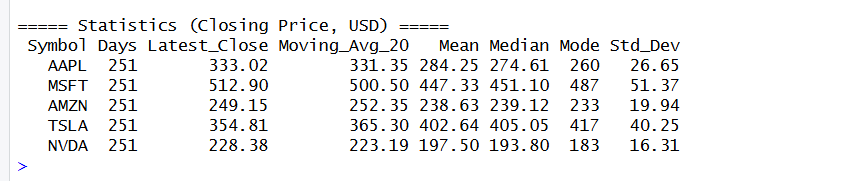 ===== Statistics (Closing Price, USD) =====
Symbol Days Latest_Close Moving_Avg_20 Mean Median Mode Std_Dev
AAPL 251 333.02 331.35 284.25 274.61 260 26.65
MSFT 251 512.90 500.50 447.33 451.10 487 51.37
AMZN 251 249.15 252.35 238.63 239.12 233 19.94
TSLA 251 354.81 365.30 402.64 405.05 417 40.25
NVDA 251 228.38 223.19 197.50 193.80 183 16.31
>